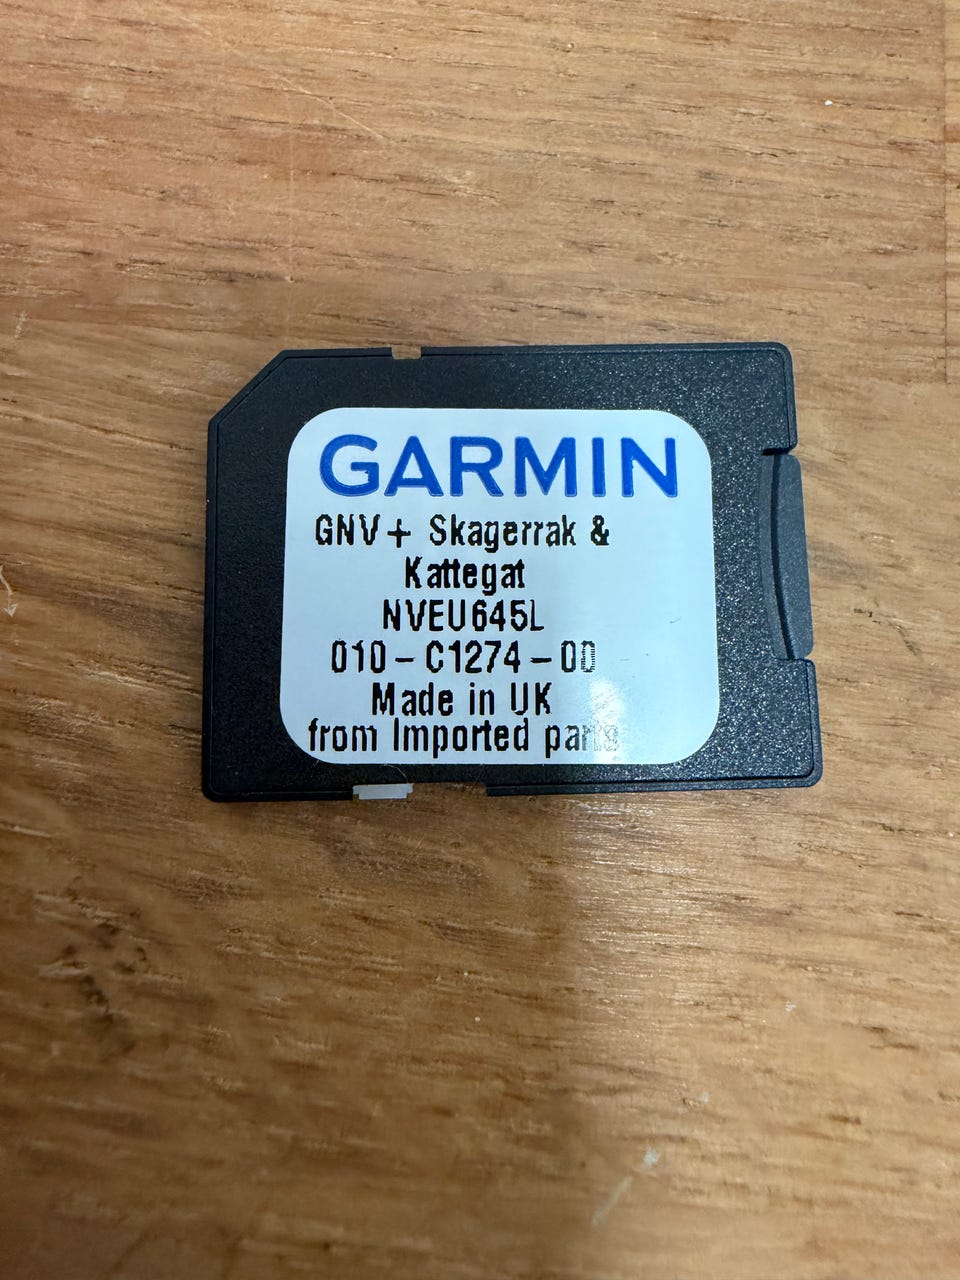 GARMIN
GNV+ Skagerrak &
Kattegat
NVEU645L
010-C1274-00
Made in UK
from Imported parts